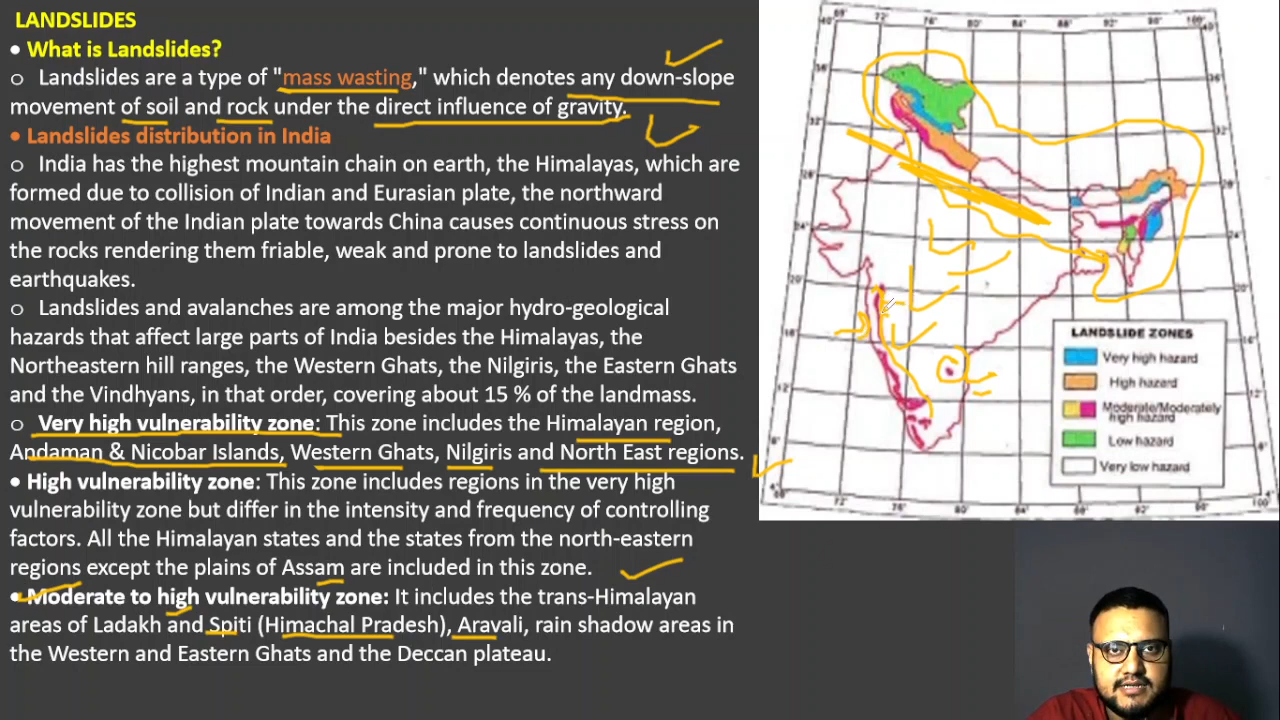 LANDSLIDES
• What is Landslides?
o Landslides are a type of "mass wasting," which denotes any down-slope
movement of soil and rock under the direct influence of gravity.
• Landslides distribution in India
o India has the highest mountain chain on earth, the Himalayas, which are
formed due to collision of Indian and Eurasian plate, the northward
movement of the Indian plate towards China causes continuous stress on
the rocks rendering them friable, weak and prone to landslides and
earthquakes.
o Landslides and avalanches are among the major hydro-geological
hazards that affect large parts of India besides the Himalayas, the
Northeastern hill ranges, the Western Ghats, the Nilgiris, the Eastern Ghats
and the Vindhyans, in that order, covering about 15 % of the landmass.
o Very high vulnerability zone: This zone includes the Himalayan region,
Andaman & Nicobar Islands, Western Ghats, Nilgiris and North East regions.
• High vulnerability zone: This zone includes regions in the very high
vulnerability zone but differ in the intensity and frequency of controlling
factors. All the Himalayan states and the states from the north-eastern
regions except the plains of Assam are included in this zone.
• Moderate to high vulnerability zone: It includes the trans-Himalayan
areas of Ladakh and Spiti (Himachal Pradesh), Aravali, rain shadow areas in
the Western and Eastern Ghats and the Deccan plateau.
LANDSLIDE ZONES
Very high hazard
High hazard
Moderate/Moderately
high hazard
Low hazard
Very low hazard